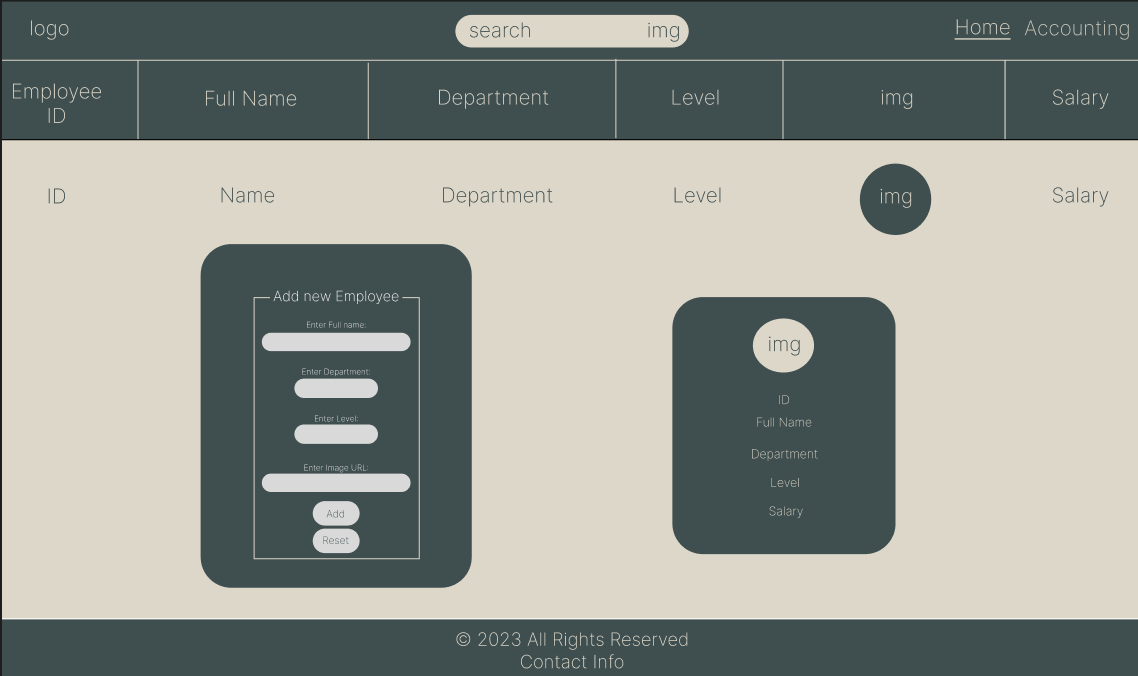 logo
search
img
Home
Accounting
Employee
ID
Full Name
Department
Level
img
Salary
ID
Name
Department
Level
img
Salary
Add new Employee
Enter Full name:
Enter Department:
Enter Level:
Enter Image URL:
Add
Reset
img
ID
Full Name
Department
Level
Salary
© 2023 All Rights Reserved
Contact Info